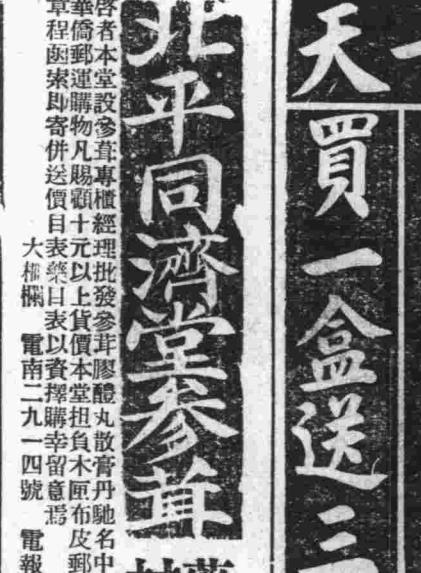 天買一盒送三
北平同濟堂參茸
啓者本堂設參茸專櫃經理批發參茸膠醴丸散膏丹馳名中
華僑郵運購物凡賜顧十元以上貨價本堂担負木匣布皮郵
章程函索即寄併送價目表藥目表以資擇購幸留意焉
大柵欄 電南二九一四號 電報